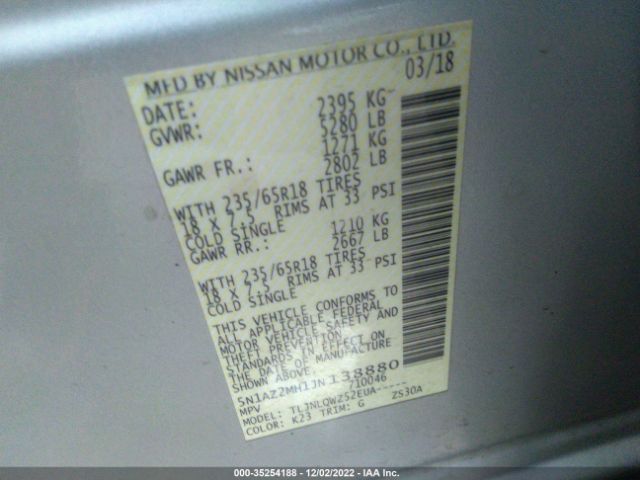 MFD BY NISSAN MOTOR CO., LTD.
DATE: 03/18
GVWR: 2395 KG
5280 LB
GAWR FR.: 1271 KG
2802 LB
WITH 235/65R18 TIRES
18 X 7.5 RIMS AT 33 PSI
COLD SINGLE
GAWR RR.: 1210 KG
2667 LB
WITH 235/65R18 TIRES
18 X 7.5 RIMS AT 33 PSI
COLD SINGLE
THIS VEHICLE CONFORMS TO
ALL APPLICABLE FEDERAL
MOTOR VEHICLE SAFETY AND
THEFT PREVENTION
STANDARDS IN EFFECT ON
THE DATE OF MANUFACTURE
SHOWN ABOVE.
5N1AZ2MH1JN138880
MPV 710046
MODEL: TLJNLQWZ52EUA-----
COLOR: K23 TRIM: G ZS30A
000-35254188 - 12/02/2022 - IAA Inc.